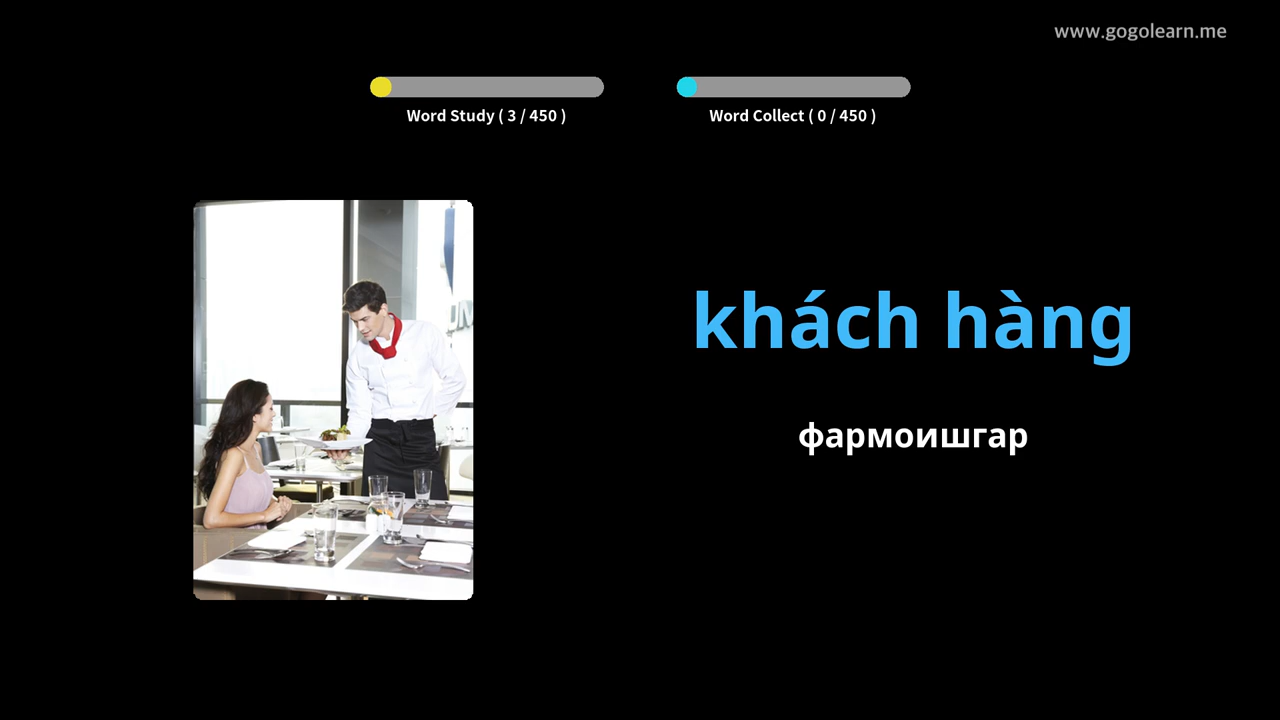 www.gogolearn.me
Word Study ( 3 / 450 )
Word Collect ( 0 / 450 )
khách hàng
фармоишгар